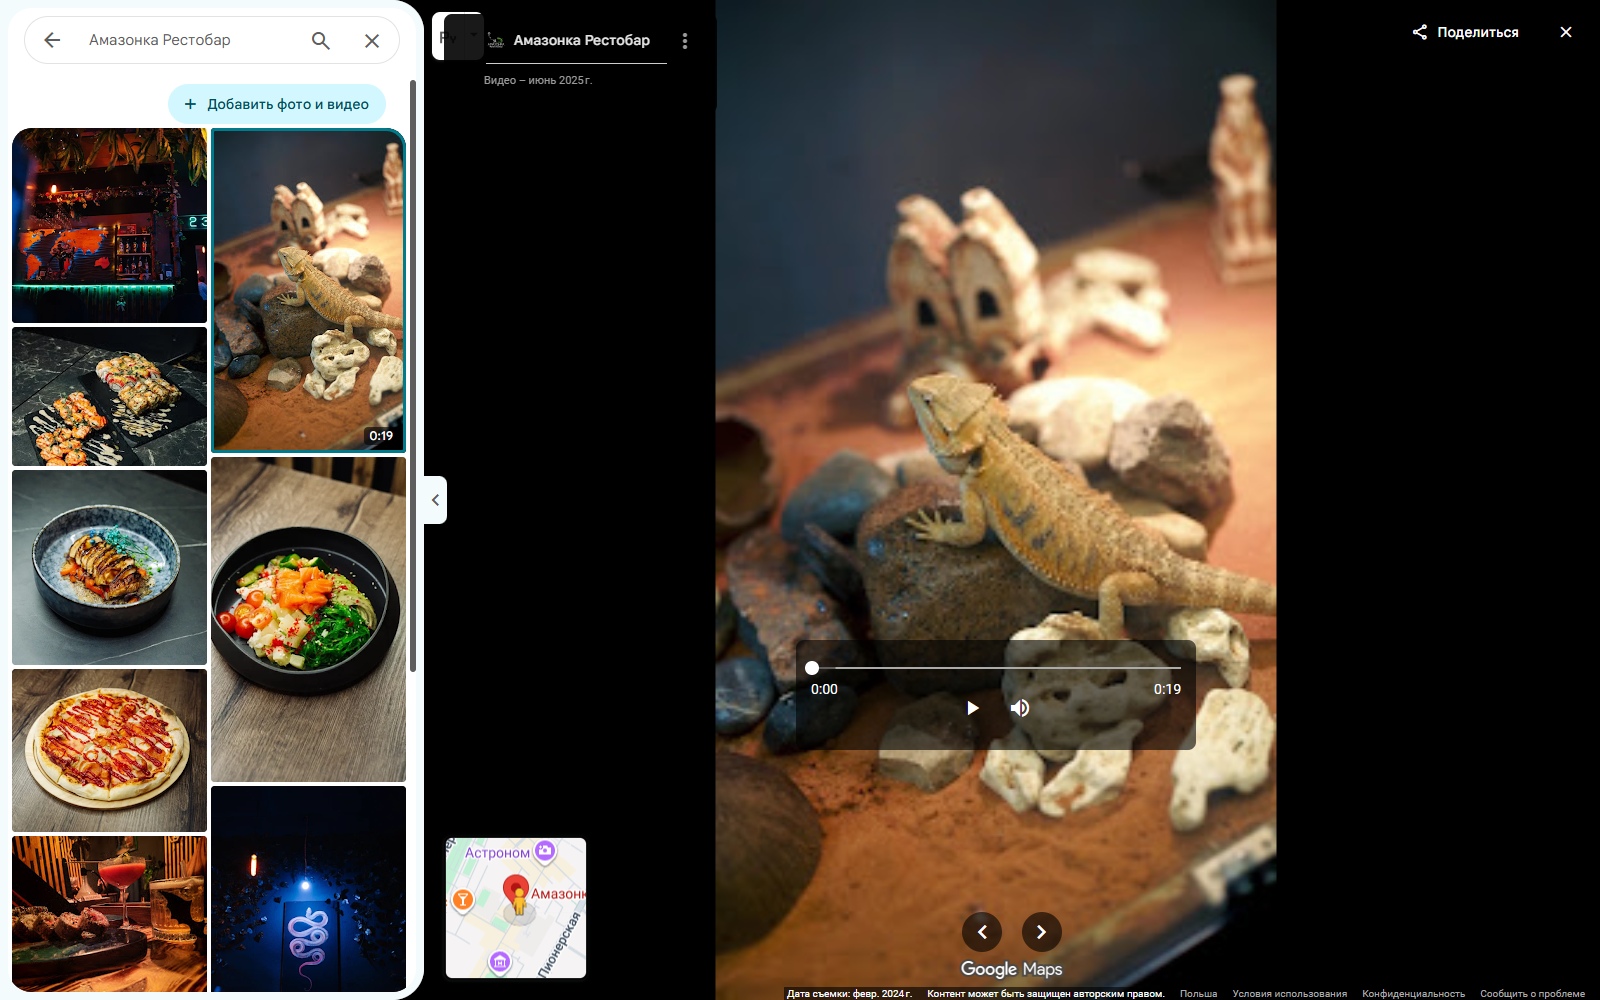 Амазонка Рестобар
Добавить фото и видео
23
0:19
Амазонка Рестобар
Видео – июнь 2025 г.
Поделиться
0:00
0:19
Астроном
Амазонк
Пионерская
Google Maps
Дата съемки: февр. 2024 г.
Контент может быть защищен авторским правом.
Польша
Условия использования
Конфиденциальность
Сообщить о проблеме